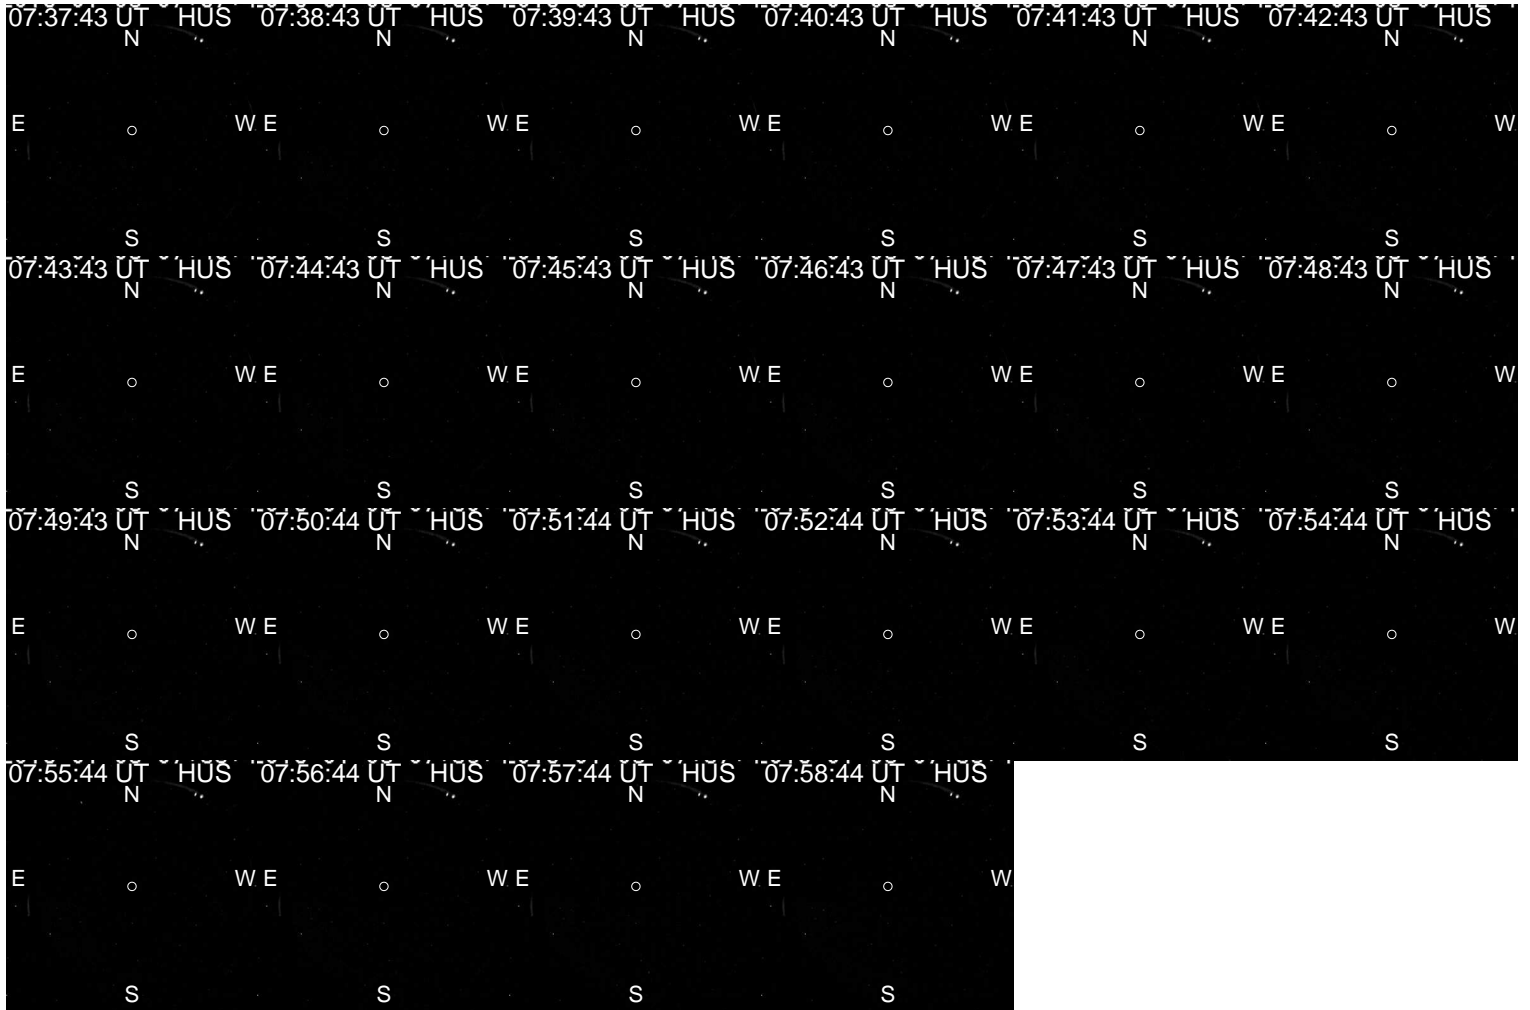 07:37:43 UT HUS 07:38:43 UT HUS 07:39:43 UT HUS 07:40:43 UT HUS 07:41:43 UT HUS 07:42:43 UT HUS
N N N N N N
E W E W E W E W E W E W
S S S S S S
07:43:43 UT HUS 07:44:43 UT HUS 07:45:43 UT HUS 07:46:43 UT HUS 07:47:43 UT HUS 07:48:43 UT HUS
N N N N N N
E W E W E W E W E W E W
S S S S S S
07:49:43 UT HUS 07:50:44 UT HUS 07:51:44 UT HUS 07:52:44 UT HUS 07:53:44 UT HUS 07:54:44 UT HUS
N N N N N N
E W E W E W E W E W E W
S S S S S S
07:55:44 UT HUS 07:56:44 UT HUS 07:57:44 UT HUS 07:58:44 UT HUS
N N N N
E W E W E W E W
S S S S